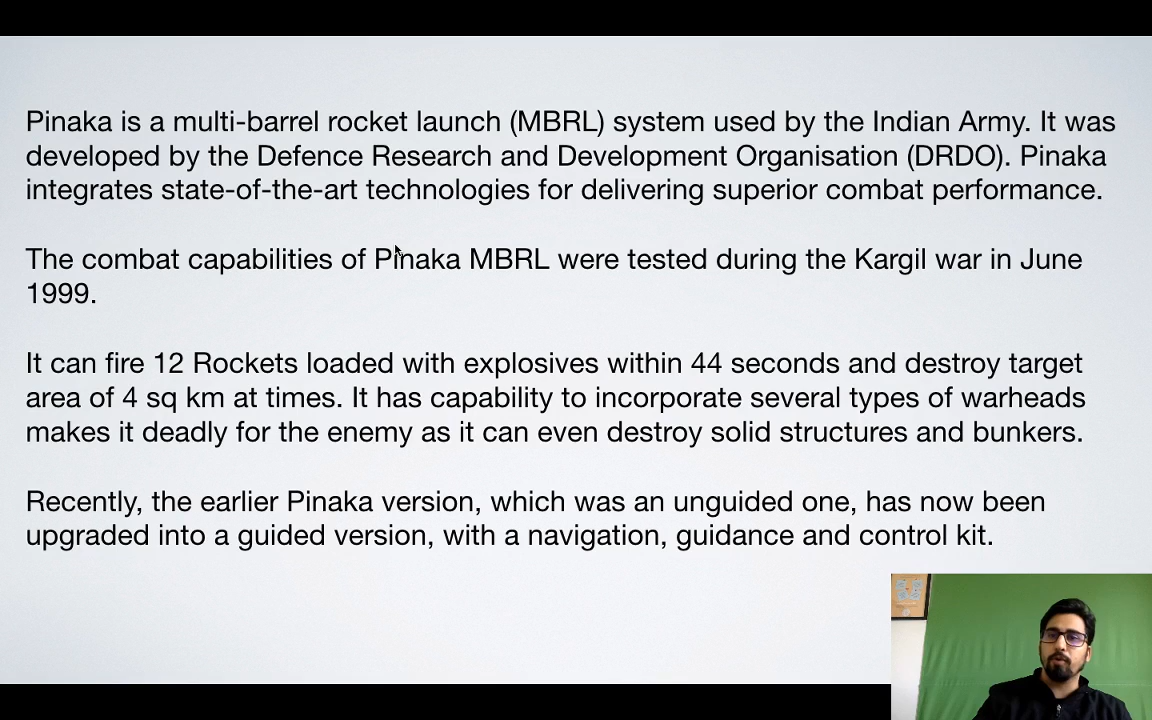 Pinaka is a multi-barrel rocket launch (MBRL) system used by the Indian Army. It was
developed by the Defence Research and Development Organisation (DRDO). Pinaka
integrates state-of-the-art technologies for delivering superior combat performance.
The combat capabilities of Pinaka MBRL were tested during the Kargil war in June
1999.
It can fire 12 Rockets loaded with explosives within 44 seconds and destroy target
area of 4 sq km at times. It has capability to incorporate several types of warheads
makes it deadly for the enemy as it can even destroy solid structures and bunkers.
Recently, the earlier Pinaka version, which was an unguided one, has now been
upgraded into a guided version, with a navigation, guidance and control kit.